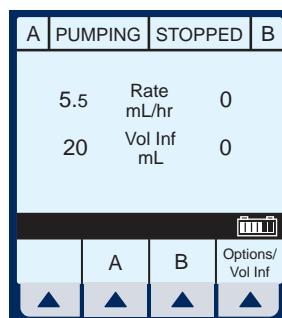 A PUMPING STOPPED B
5.5 Rate mL/hr 0
20 Vol Inf mL 0
A B Options/ Vol Inf